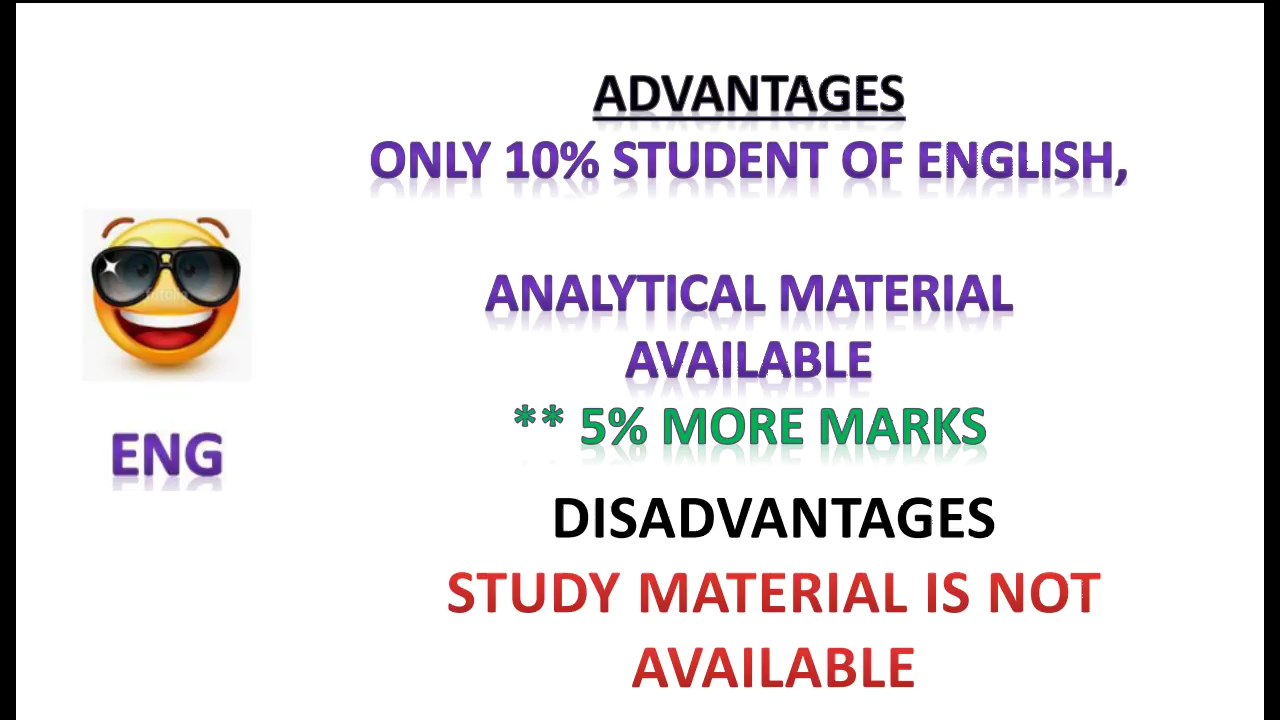 ADVANTAGES
ONLY 10% STUDENT OF ENGLISH,
ANALYTICAL MATERIAL
AVAILABLE
** 5% MORE MARKS
ENG
DISADVANTAGES
STUDY MATERIAL IS NOT
AVAILABLE